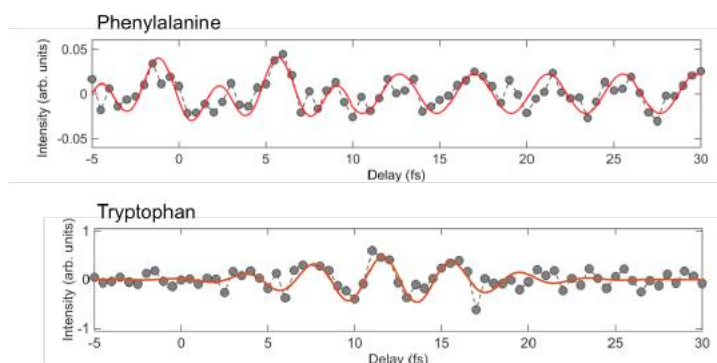 Phenylalanine
Intensity (arb. units)
0.05
0
-0.05
-5 0 5 10 15 20 25 30
Delay (fs)
Tryptophan
Intensity (arb. units)
1
0
-1
-5 0 5 10 15 20 25 30
Delay (fs)